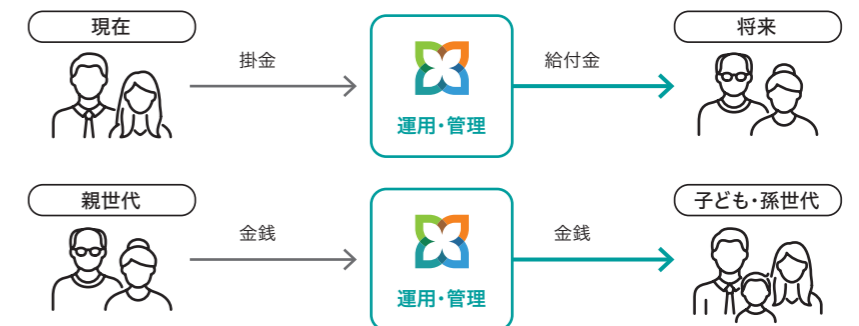 現在
掛金
運用・管理
給付金
将来
親世代
金銭
運用・管理
金銭
子ども・孫世代